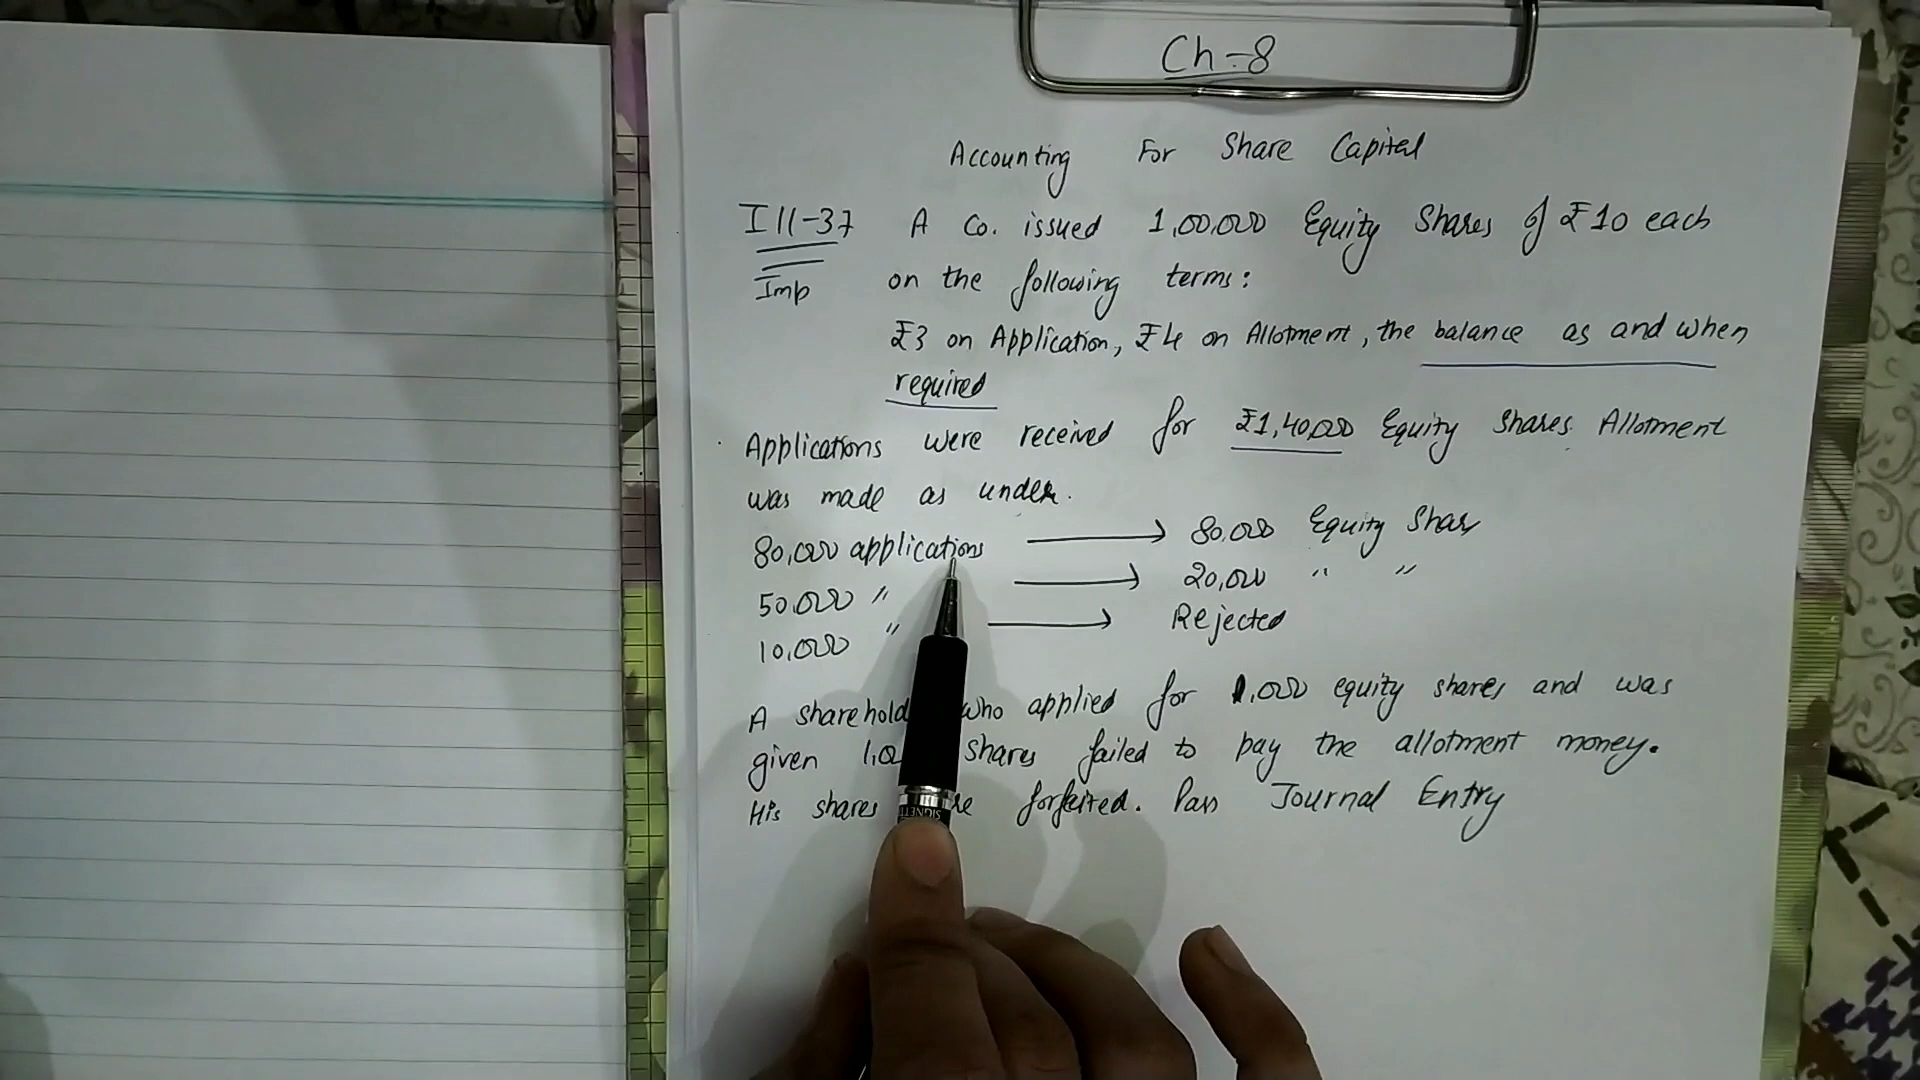 Ch-8
Accounting For Share Capital
Ill-37 A Co. issued 1,00,000 Equity Shares of ₹10 each
Imp on the following terms:
₹3 on Application, ₹4 on Allotment, the balance as and when
required
Applications were received for ₹1,40,000 Equity Shares. Allotment
was made as under.
80,000 applications → 80,000 Equity Shar
50,000 " → 20,000 " "
10,000 " → Rejected
A sharehold who applied for 1,000 equity shares and was
given shares failed to pay the allotment money.
His shares forfeited. Pass Journal Entry